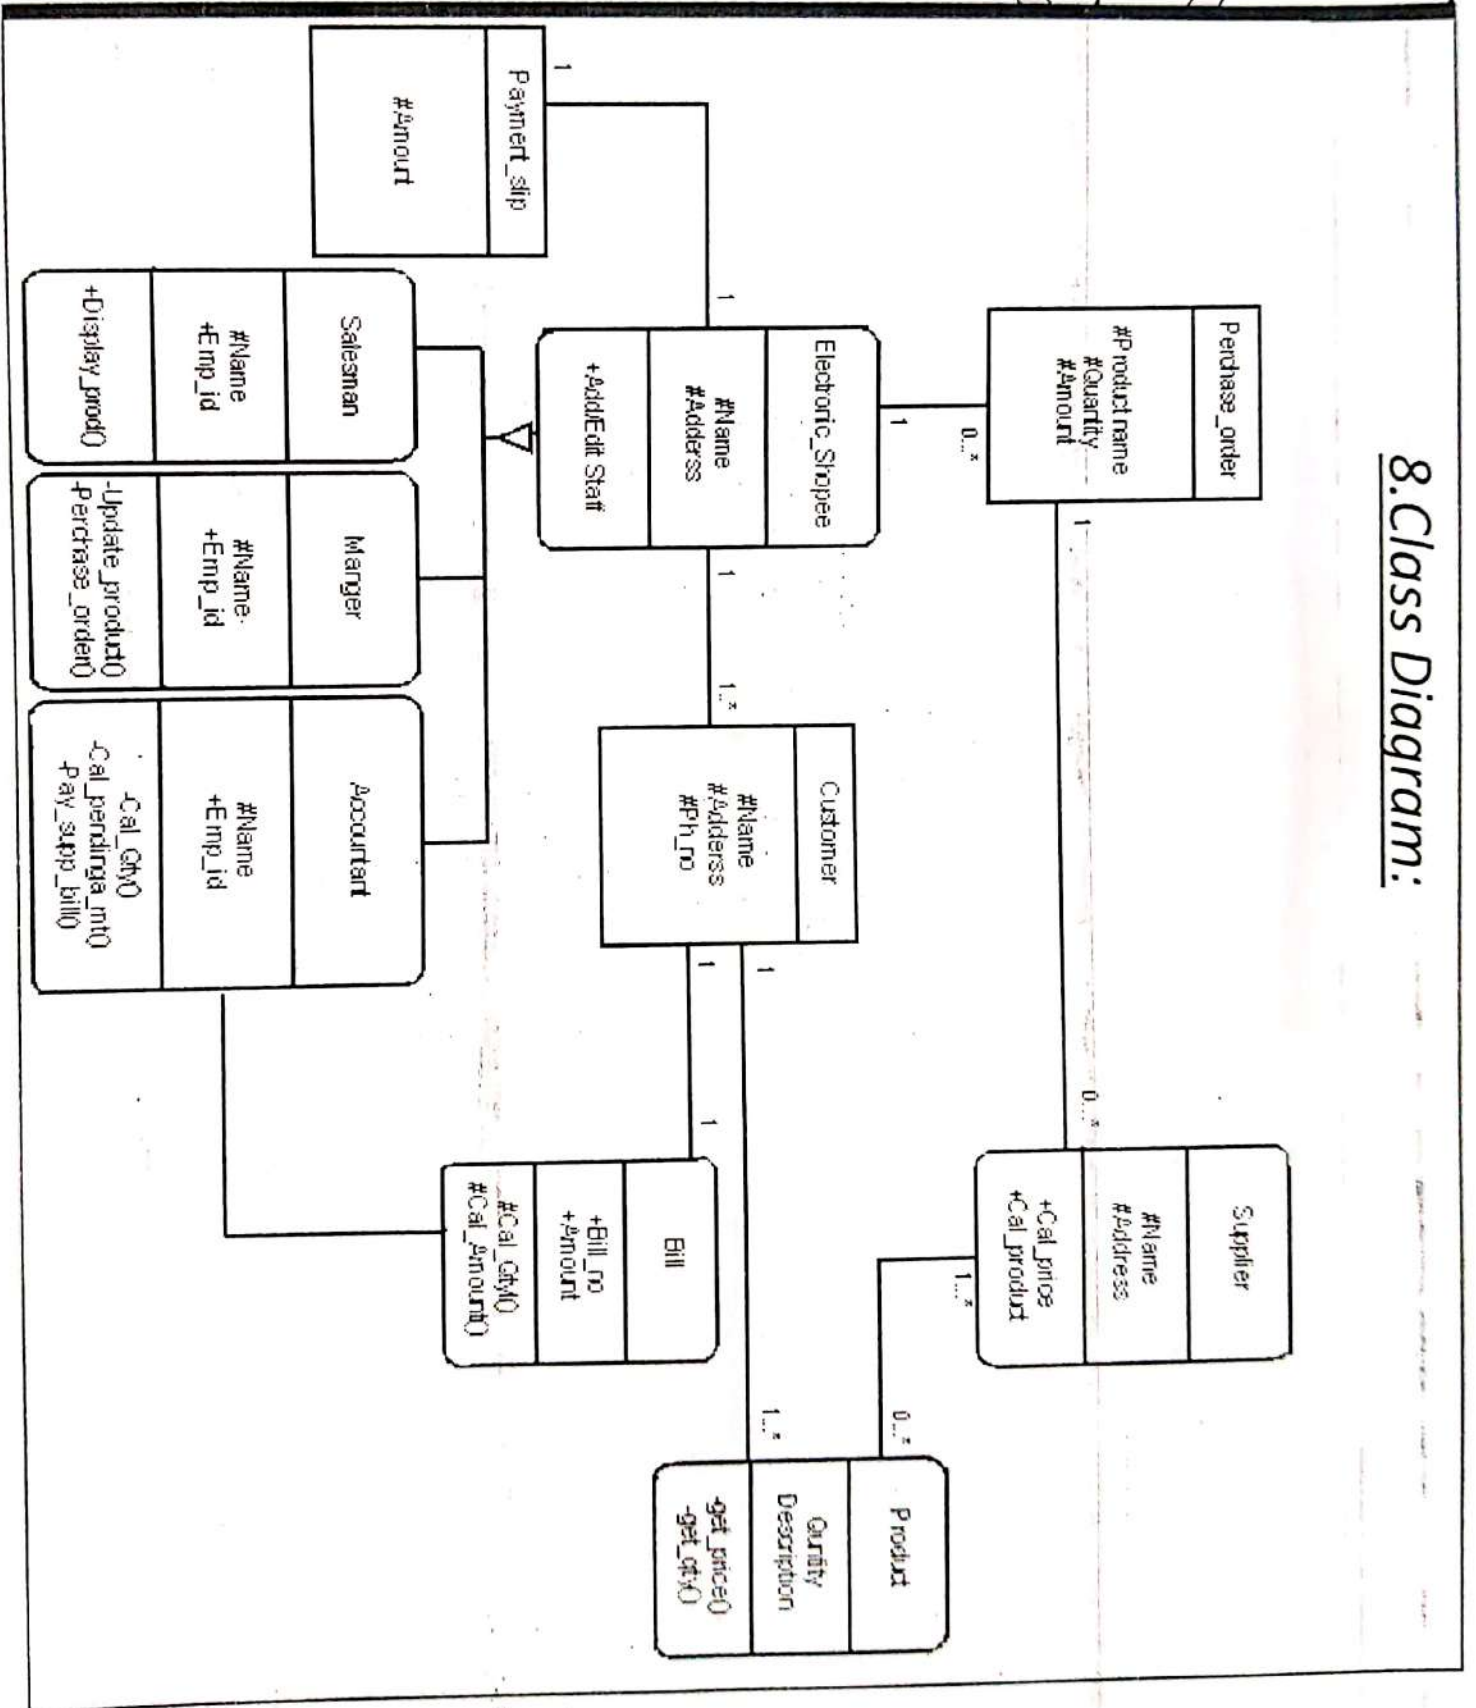 8.Class Diagram:
Perchase_order
#Product name
#Quantity
#Amount
1
0...*
Supplier
#Name
#Address
+Cal_price
+Cal_product
0...*
1
1...*
0...*
Electronic_Shopee
#Name
#Adderss
+Add/Edit Staff
1
1...*
Customer
#Name
#Adderss
#Ph_no
Product
Quntity
Description
-get_price()
-get_qty()
1
1...*
1
1
Bill
+Bill_no
+Amount
#Cal_Qty()
#Cal_Amount()
1
1
Payment_slip
#Amount
Salesman
#Name
+Emp_id
+Display_prod()
Manger
#Name
+Emp_id
-Update_product()
-Perchase_order()
Accountant
#Name
+Emp_id
-Cal_Qty()
-Cal_pendinga_mt()
-Pay_supp_bill()